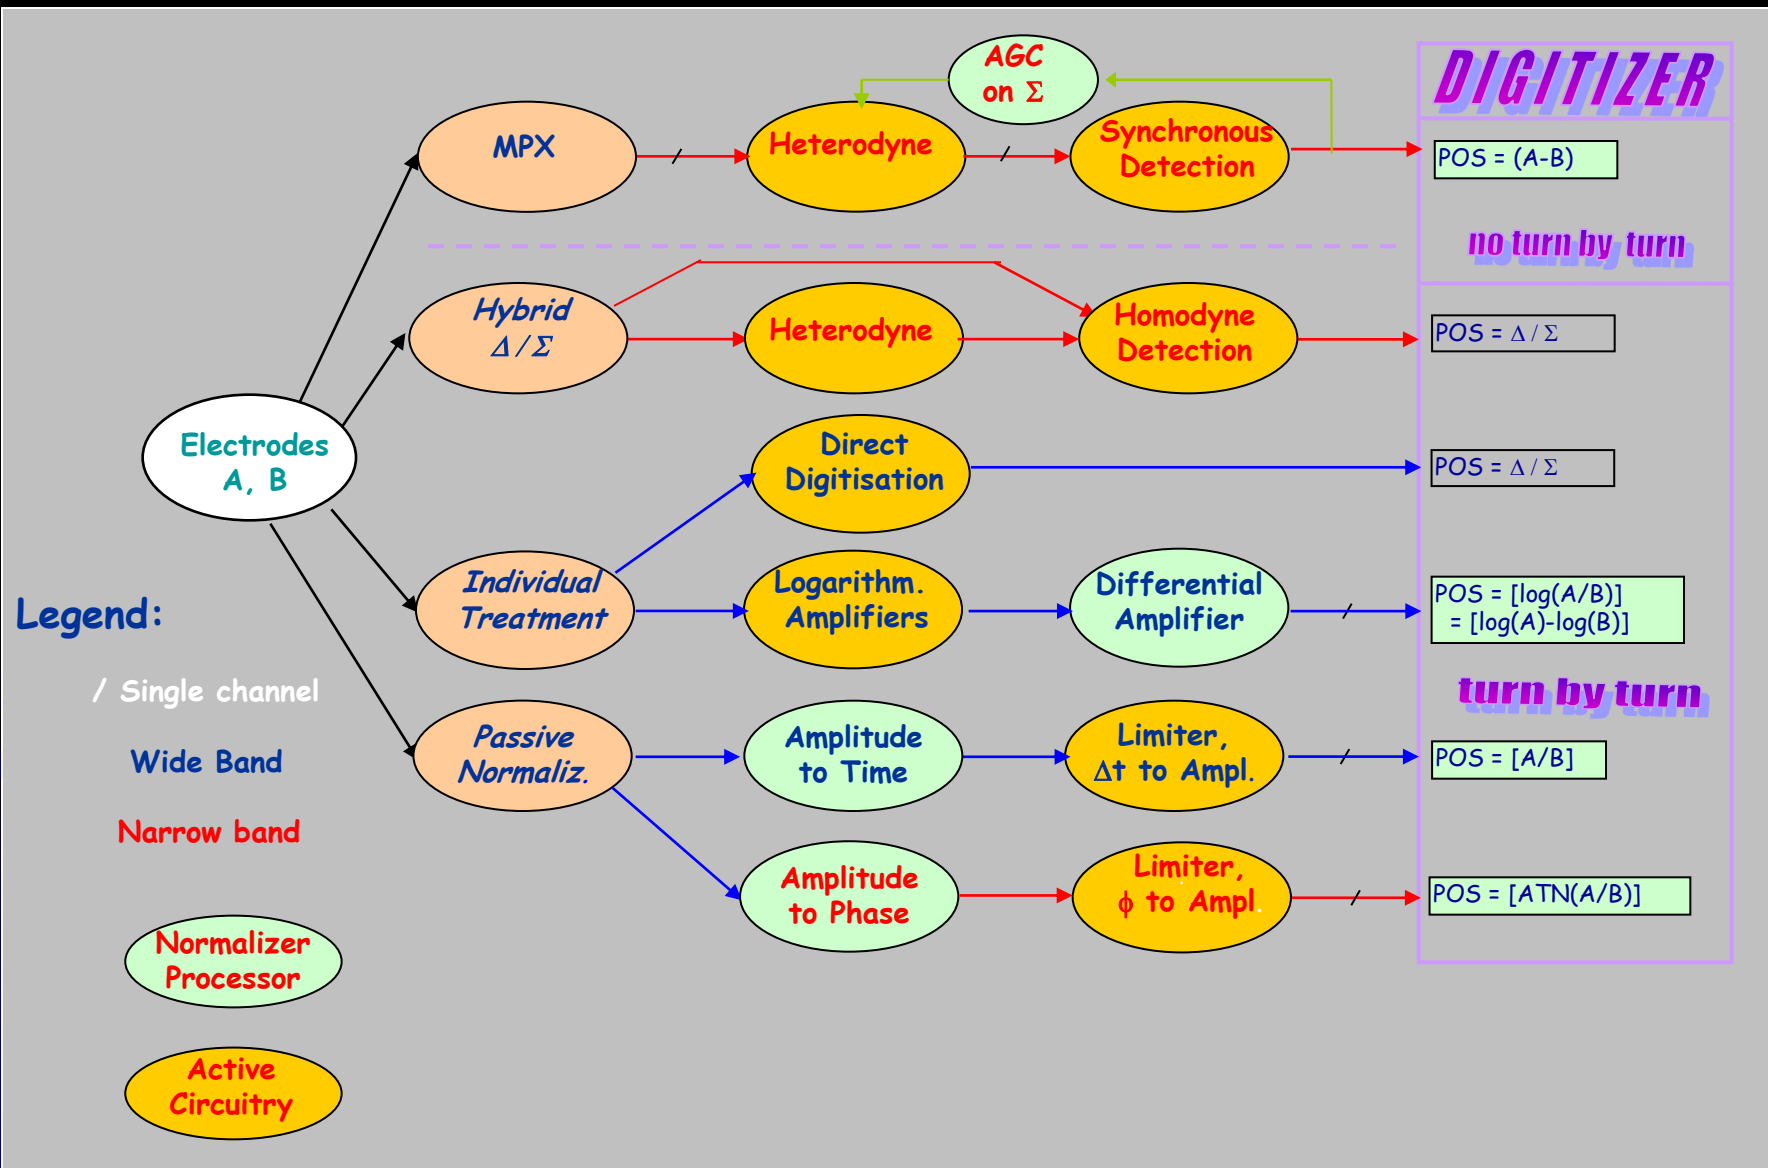 AGC
on Σ
DIGITIZER
MPX
Heterodyne
Synchronous
Detection
POS = (A-B)
no turn by turn
Hybrid
Δ / Σ
Heterodyne
Homodyne
Detection
POS = Δ / Σ
Electrodes
A, B
Direct
Digitisation
POS = Δ / Σ
Individual
Treatment
Logarithm.
Amplifiers
Differential
Amplifier
POS = [log(A/B)]
= [log(A)-log(B)]
turn by turn
Passive
Normaliz.
Amplitude
to Time
Limiter,
Δt to Ampl.
POS = [A/B]
Amplitude
to Phase
Limiter,
ϕ to Ampl.
POS = [ATN(A/B)]
Legend:
/ Single channel
Wide Band
Narrow band
Normalizer
Processor
Active
Circuitry